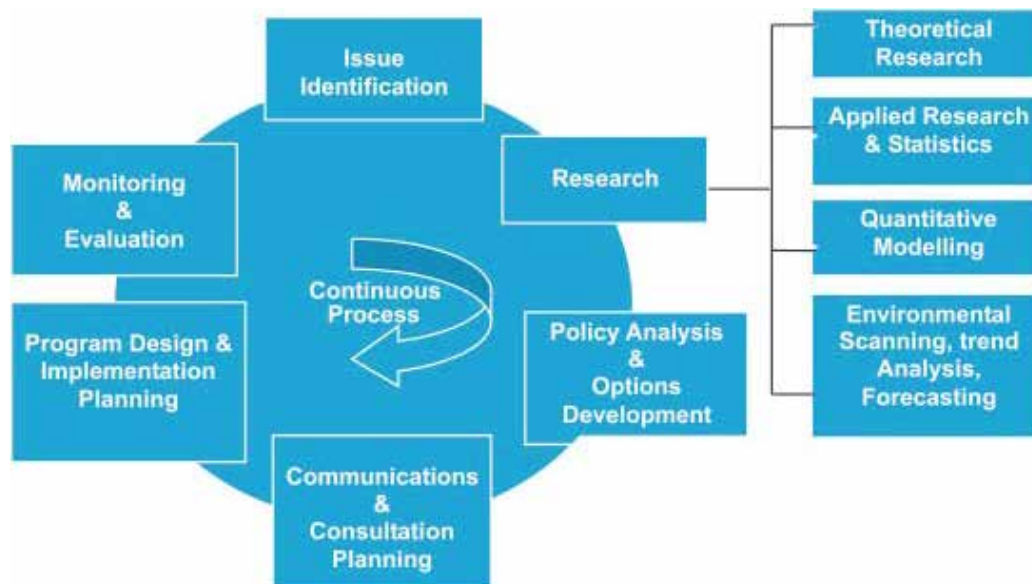 Issue
Identification
Research
Policy Analysis
&
Options
Development
Communications
&
Consultation
Planning
Program Design &
Implementation
Planning
Monitoring
&
Evaluation
Continuous
Process
Theoretical
Research
Applied Research
& Statistics
Quantitative
Modelling
Environmental
Scanning, trend
Analysis,
Forecasting